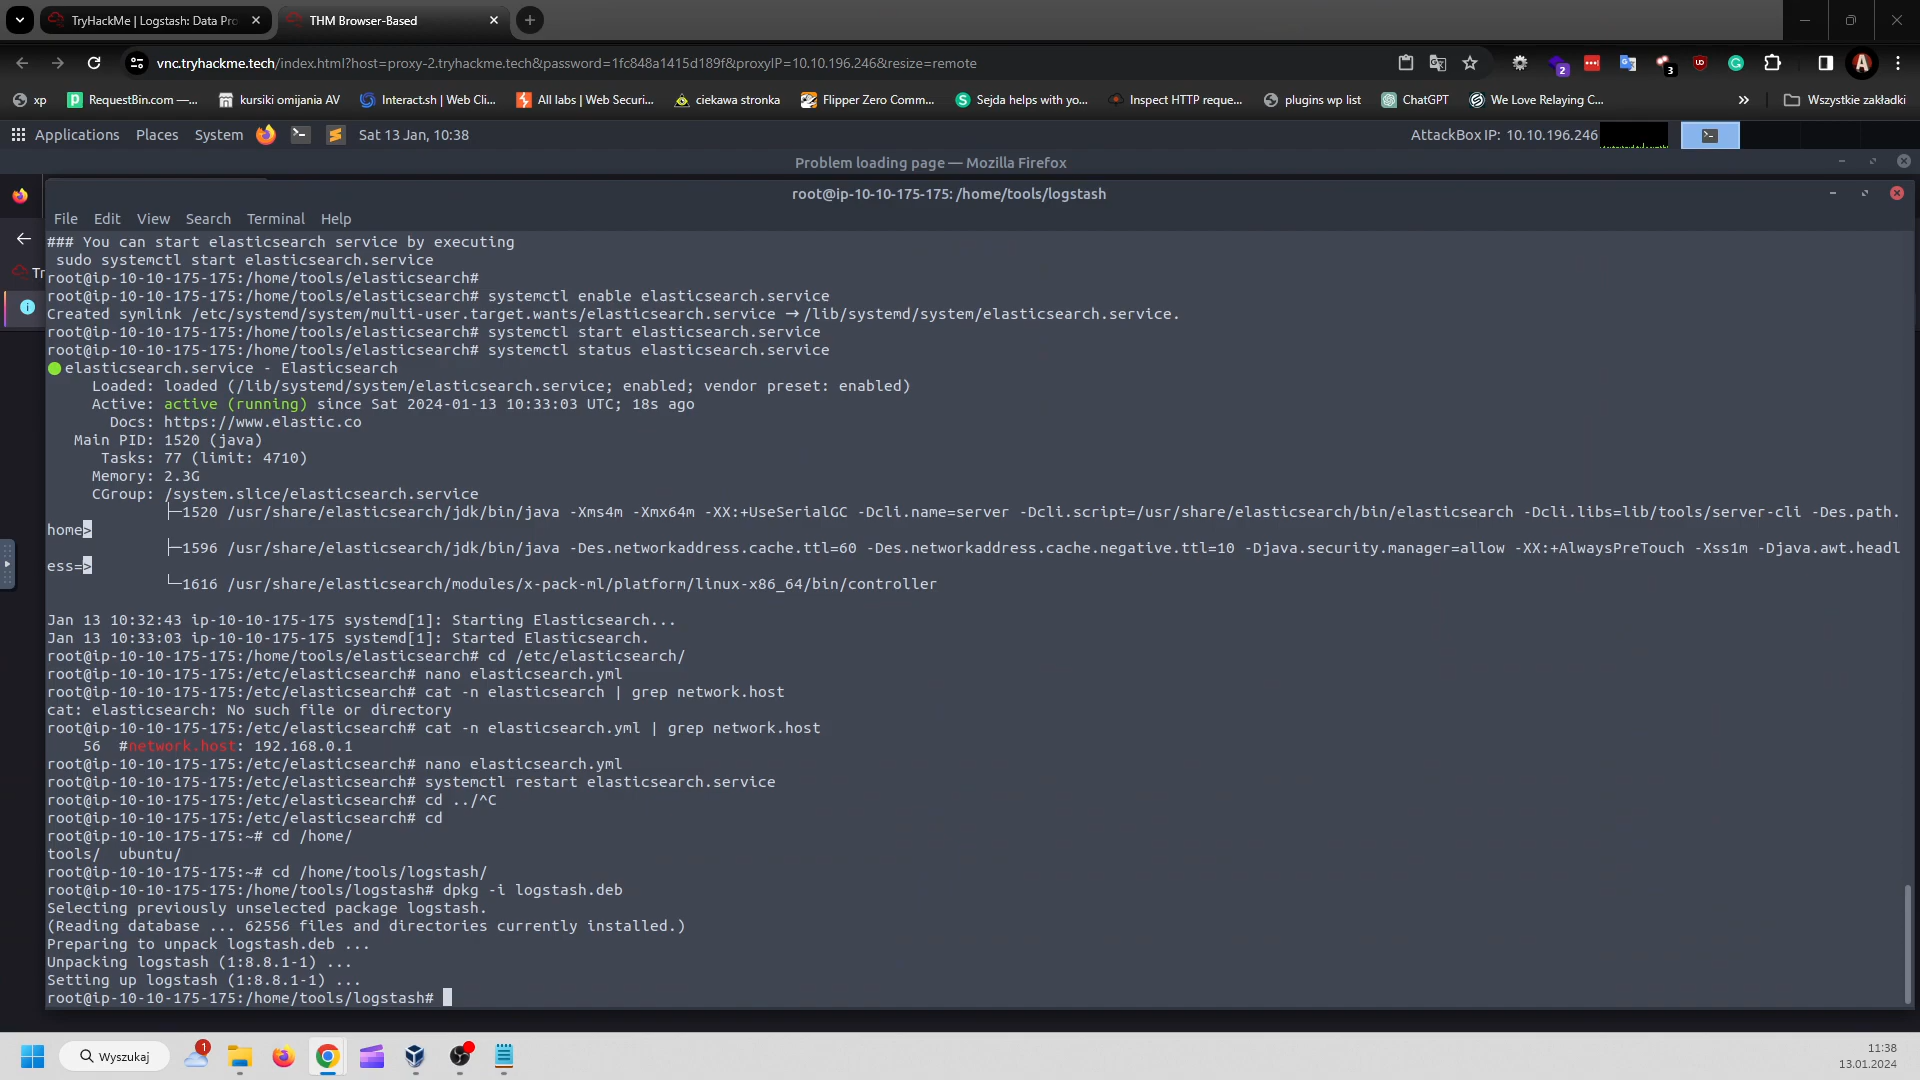 TryHackMe | Logstash: Data Pro
THM Browser-Based
vnc.tryhackme.tech/index.html?host=proxy-2.tryhackme.tech&password=1fc848a1415d189f&proxyIP=10.10.196.246&resize=remote
2
3
A
xp
RequestBin.com —...
kursiki omijania AV
Interact.sh | Web Cli...
All labs | Web Securi...
ciekawa stronka
Flipper Zero Comm...
Sejda helps with yo...
Inspect HTTP reque...
plugins wp list
ChatGPT
We Love Relaying C...
Wszystkie zakładki
Applications Places System
Sat 13 Jan, 10:38
AttackBox IP: 10.10.196.246
Problem loading page — Mozilla Firefox
root@ip-10-10-175-175: /home/tools/logstash
File Edit View Search Terminal Help
Tr
### You can start elasticsearch service by executing
sudo systemctl start elasticsearch.service
root@ip-10-10-175-175:/home/tools/elasticsearch#
root@ip-10-10-175-175:/home/tools/elasticsearch# systemctl enable elasticsearch.service
Created symlink /etc/systemd/system/multi-user.target.wants/elasticsearch.service → /lib/systemd/system/elasticsearch.service.
root@ip-10-10-175-175:/home/tools/elasticsearch# systemctl start elasticsearch.service
root@ip-10-10-175-175:/home/tools/elasticsearch# systemctl status elasticsearch.service
● elasticsearch.service - Elasticsearch
Loaded: loaded (/lib/systemd/system/elasticsearch.service; enabled; vendor preset: enabled)
Active: active (running) since Sat 2024-01-13 10:33:03 UTC; 18s ago
Docs: https://www.elastic.co
Main PID: 1520 (java)
Tasks: 77 (limit: 4710)
Memory: 2.3G
CGroup: /system.slice/elasticsearch.service
├─1520 /usr/share/elasticsearch/jdk/bin/java -Xms4m -Xmx64m -XX:+UseSerialGC -Dcli.name=server -Dcli.script=/usr/share/elasticsearch/bin/elasticsearch -Dcli.libs=lib/tools/server-cli -Des.path.
home>
├─1596 /usr/share/elasticsearch/jdk/bin/java -Des.networkaddress.cache.ttl=60 -Des.networkaddress.cache.negative.ttl=10 -Djava.security.manager=allow -XX:+AlwaysPreTouch -Xss1m -Djava.awt.headl
ess=>
└─1616 /usr/share/elasticsearch/modules/x-pack-ml/platform/linux-x86_64/bin/controller
Jan 13 10:32:43 ip-10-10-175-175 systemd[1]: Starting Elasticsearch...
Jan 13 10:33:03 ip-10-10-175-175 systemd[1]: Started Elasticsearch.
root@ip-10-10-175-175:/home/tools/elasticsearch# cd /etc/elasticsearch/
root@ip-10-10-175-175:/etc/elasticsearch# nano elasticsearch.yml
root@ip-10-10-175-175:/etc/elasticsearch# cat -n elasticsearch | grep network.host
cat: elasticsearch: No such file or directory
root@ip-10-10-175-175:/etc/elasticsearch# cat -n elasticsearch.yml | grep network.host
56 #network.host: 192.168.0.1
root@ip-10-10-175-175:/etc/elasticsearch# nano elasticsearch.yml
root@ip-10-10-175-175:/etc/elasticsearch# systemctl restart elasticsearch.service
root@ip-10-10-175-175:/etc/elasticsearch# cd ../^C
root@ip-10-10-175-175:/etc/elasticsearch# cd
root@ip-10-10-175-175:~# cd /home/
tools/ ubuntu/
root@ip-10-10-175-175:~# cd /home/tools/logstash/
root@ip-10-10-175-175:/home/tools/logstash# dpkg -i logstash.deb
Selecting previously unselected package logstash.
(Reading database ... 62556 files and directories currently installed.)
Preparing to unpack logstash.deb ...
Unpacking logstash (1:8.8.1-1) ...
Setting up logstash (1:8.8.1-1) ...
root@ip-10-10-175-175:/home/tools/logstash#
Wyszukaj
1
11:38
13.01.2024